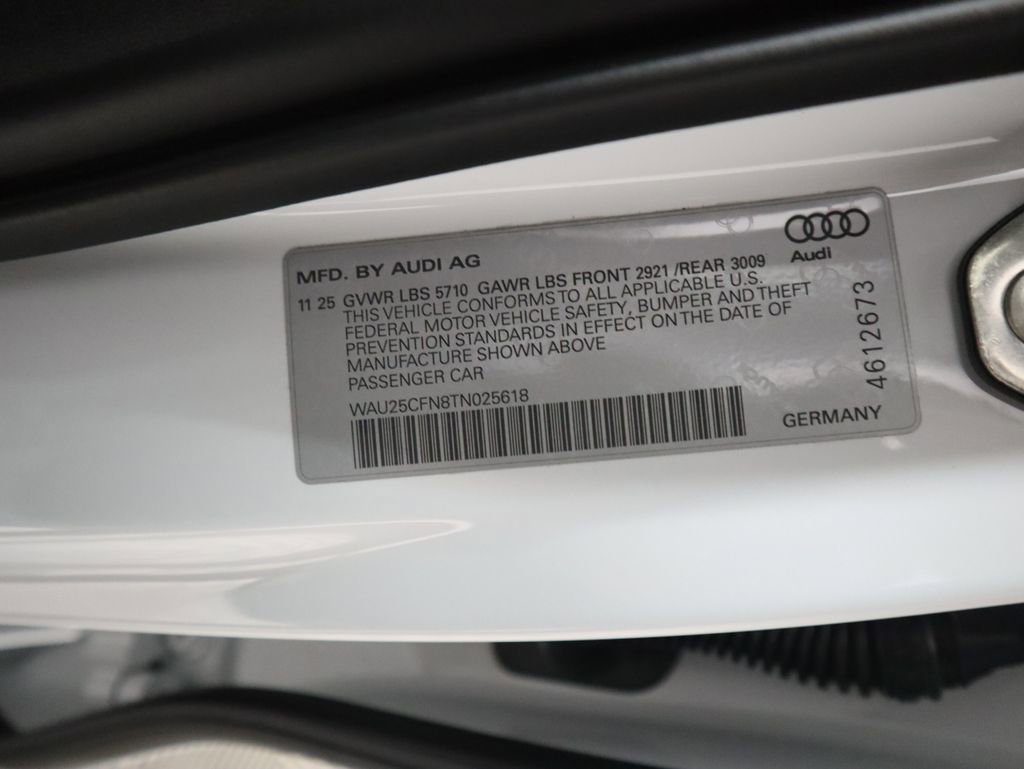 Audi
MFD. BY AUDI AG
11 25 GVWR LBS 5710 GAWR LBS FRONT 2921 /REAR 3009
THIS VEHICLE CONFORMS TO ALL APPLICABLE U.S.
FEDERAL MOTOR VEHICLE SAFETY, BUMPER AND THEFT
PREVENTION STANDARDS IN EFFECT ON THE DATE OF
MANUFACTURE SHOWN ABOVE
PASSENGER CAR
WAU25CFN8TN025618
GERMANY
4612673